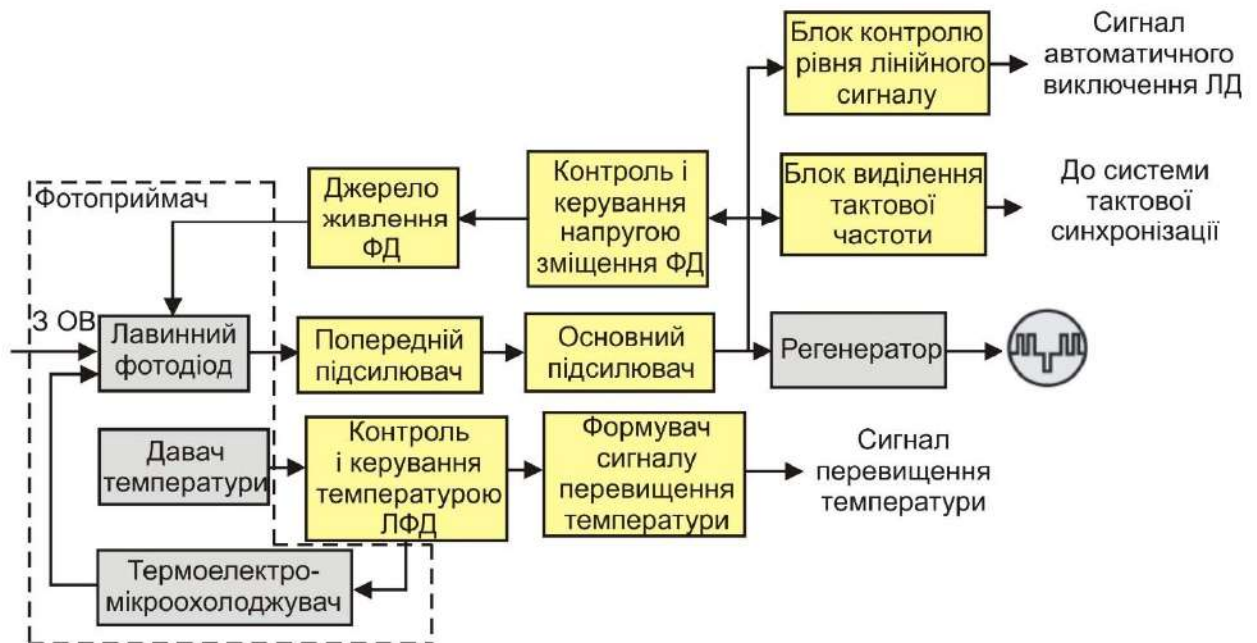 Блок контролю
рівня лінійного
сигналу
Сигнал
автоматичного
виключення ЛД
Фотоприймач
Джерело
живлення
ФД
Контроль і
керування
напругою
зміщення ФД
Блок виділення
тактової
частоти
До системи
тактової
синхронізації
З ОВ
Лавинний
фотодіод
Попередній
підсилювач
Основний
підсилювач
Регенератор
Давач
температури
Контроль
і керування
температурою
ЛФД
Формувач
сигналу
перевищення
температури
Сигнал
перевищення
температури
Термоелектро-
мікроохолоджувач